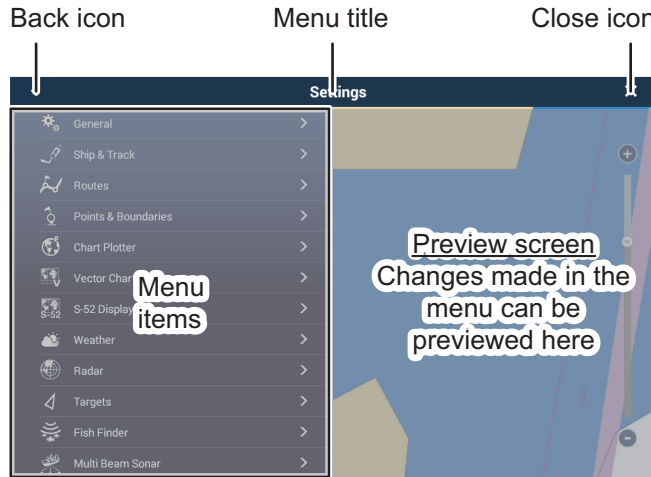 Back icon
Menu title
Close icon
Settings
General
Ship & Track
Routes
Points & Boundaries
Chart Plotter
Vector Char
S-52 Display
S-52
Weather
Radar
Targets
Fish Finder
Multi Beam Sonar
Menu
items
Preview screen
Changes made in the
menu can be
previewed here